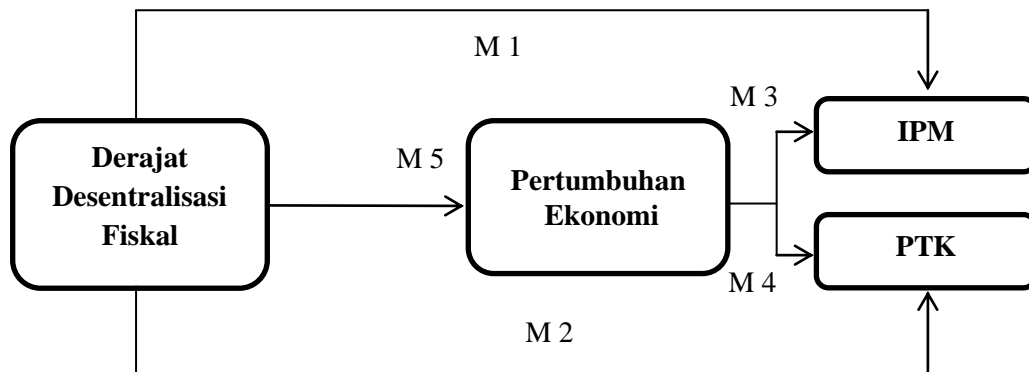 M 1
M 3
IPM
Derajat
Desentralisasi
Fiskal
M 5
Pertumbuhan
Ekonomi
PTK
M 4
M 2